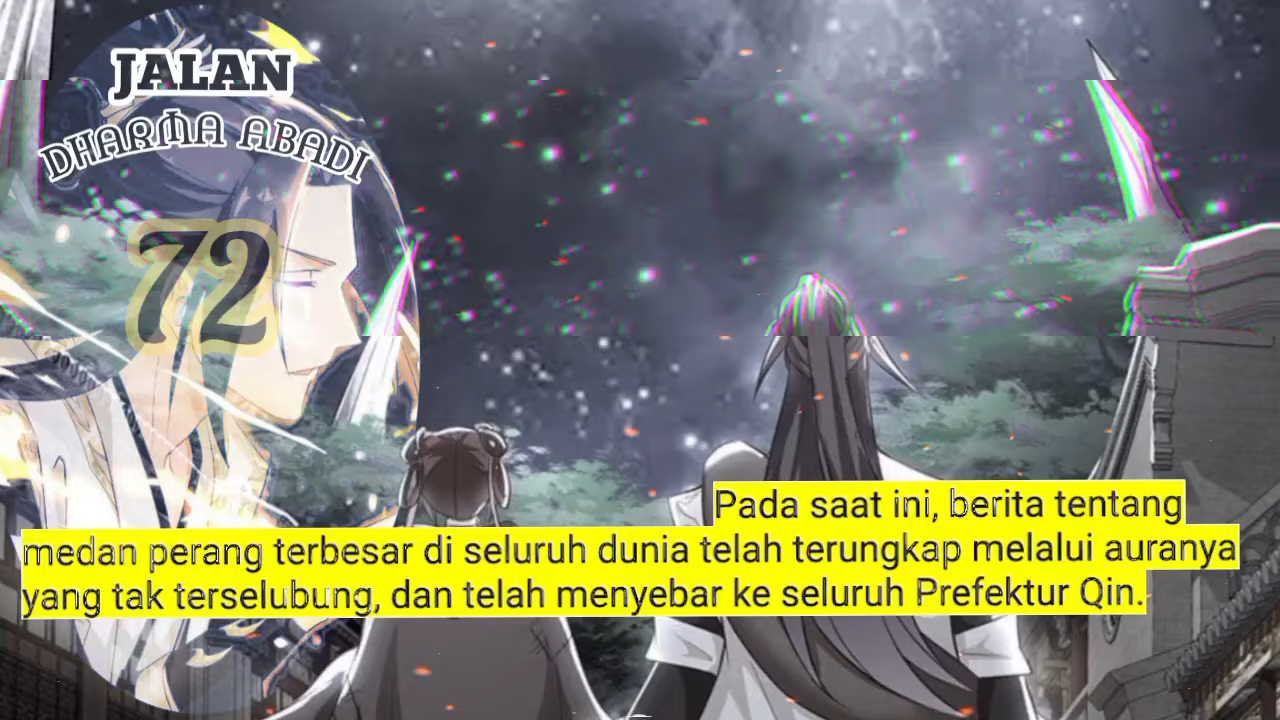 JALAN
DHARMA ABADI
72
Pada saat ini, berita tentang
medan perang terbesar di seluruh dunia telah terungkap melalui auranya
yang tak terselubung, dan telah menyebar ke seluruh Prefektur Qin.